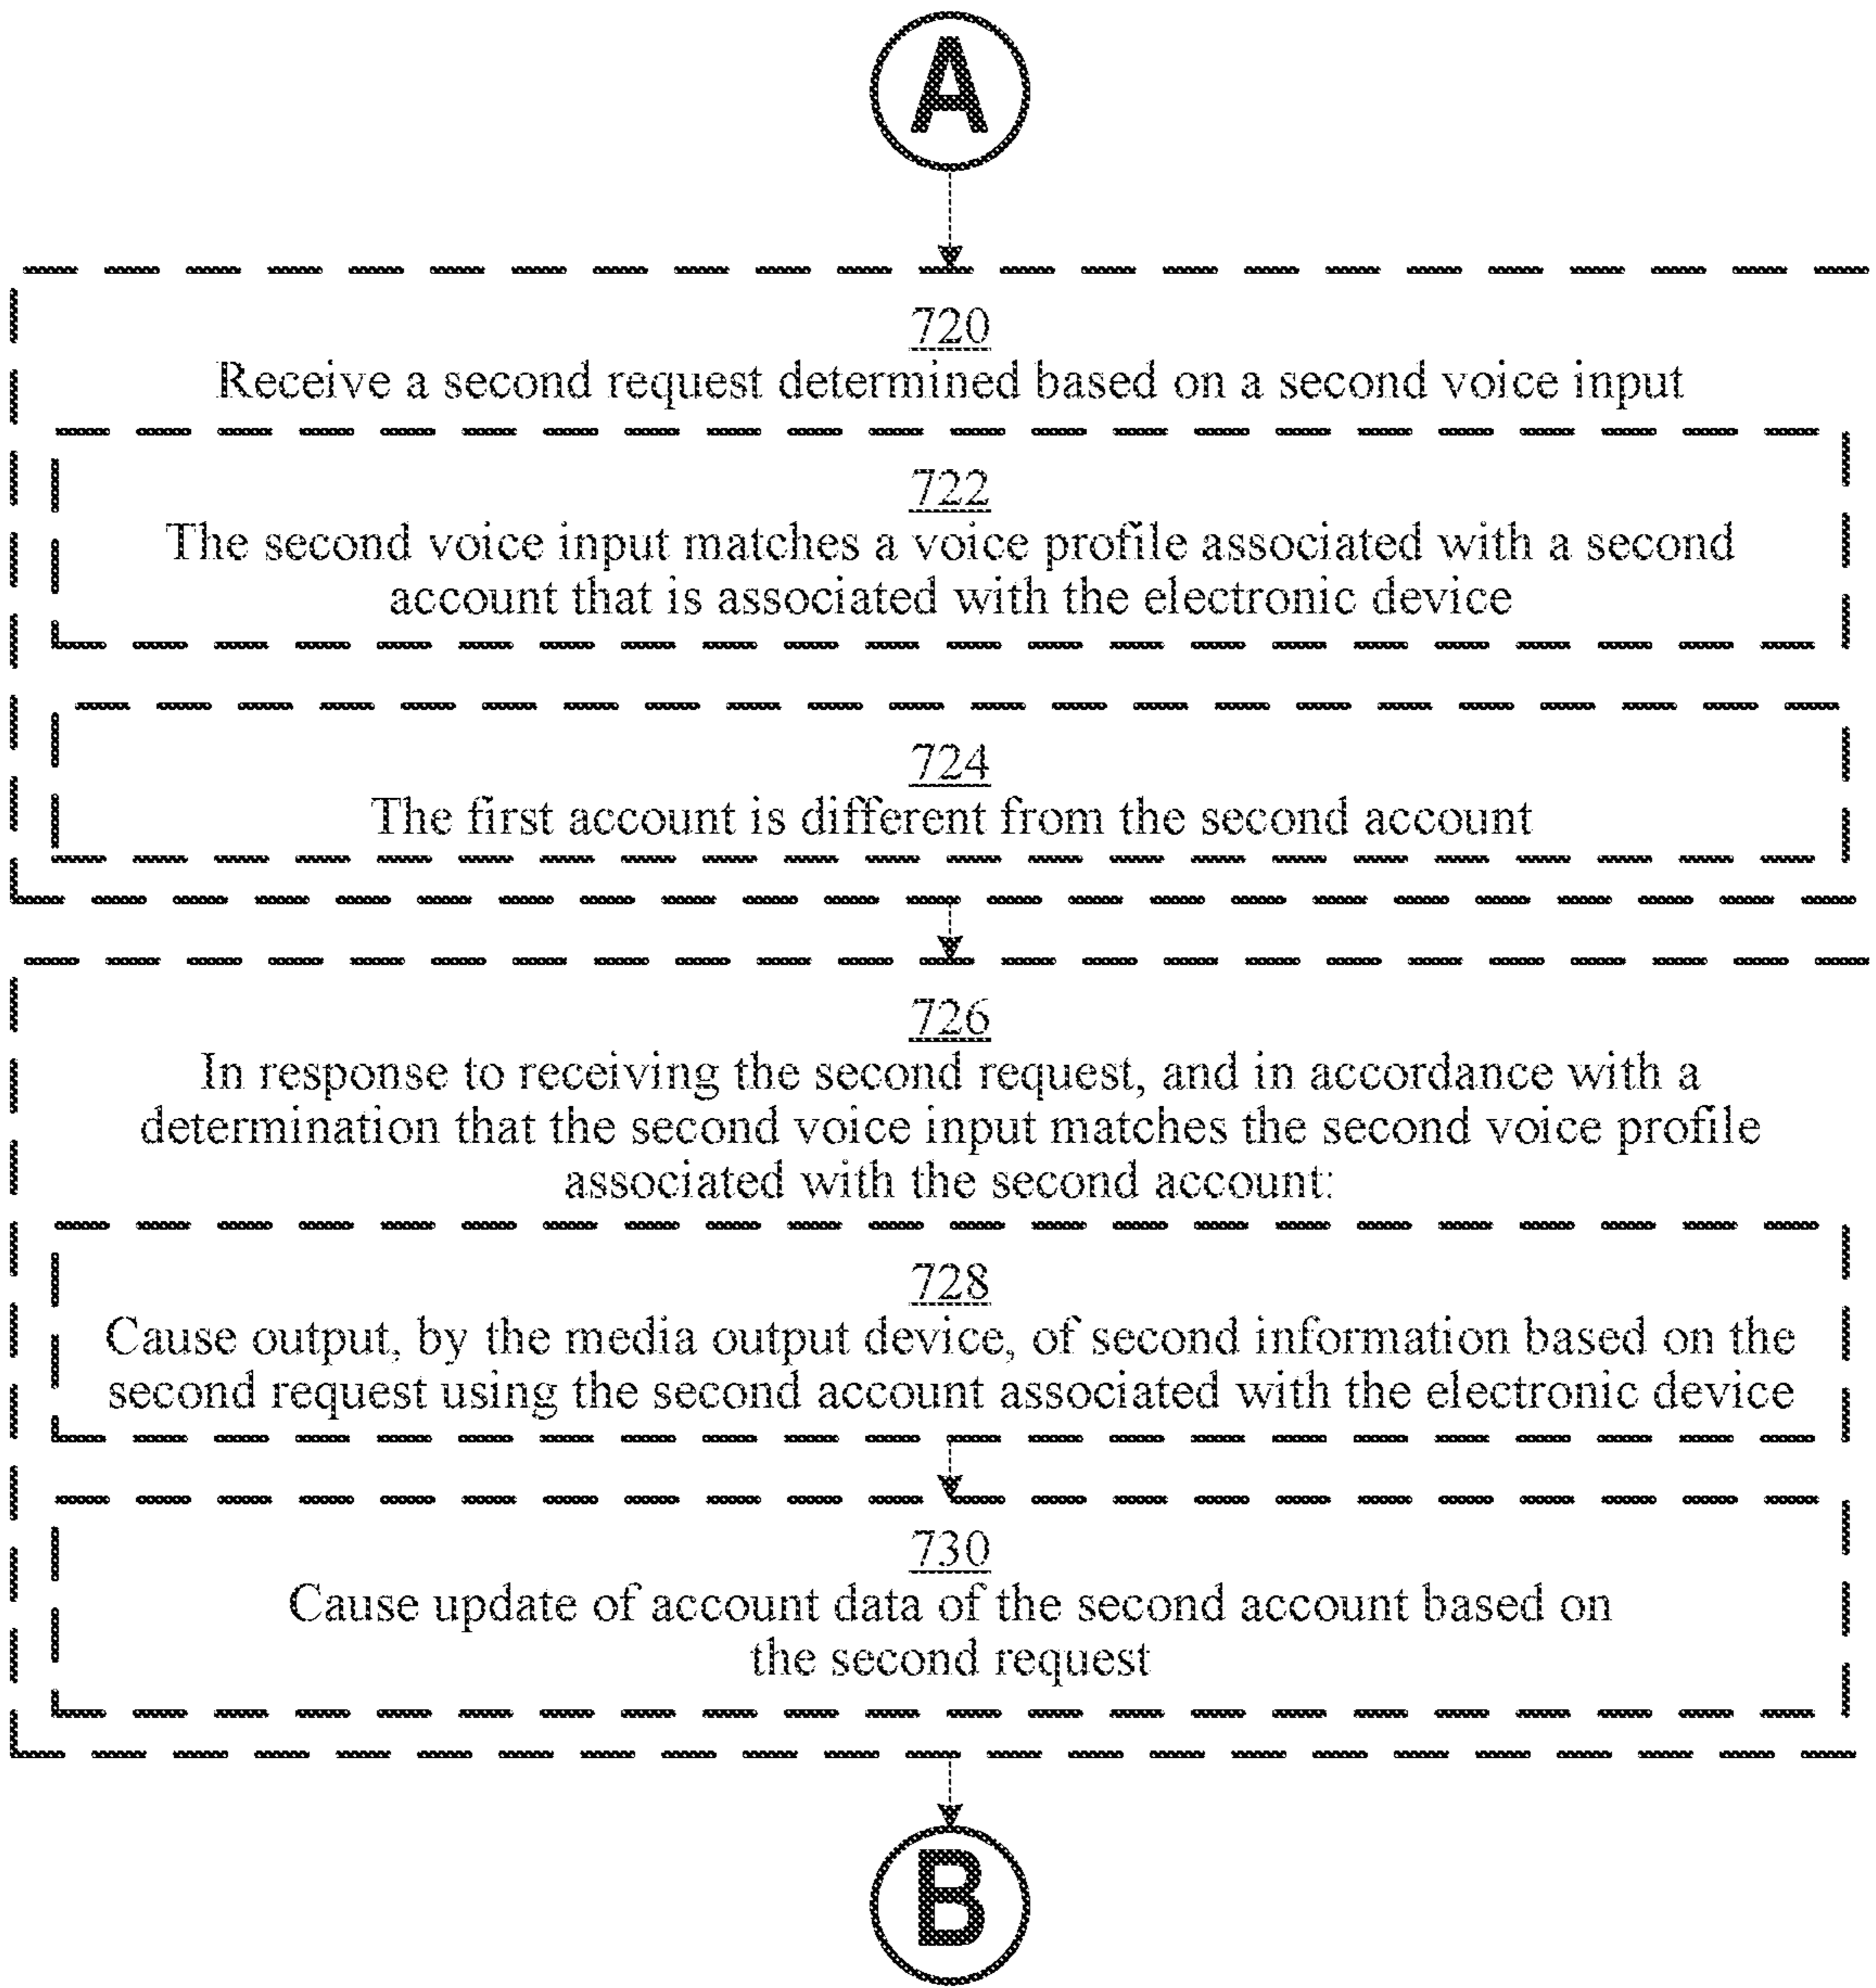 A
720
Receive a second request determined based on a second voice input
722
The second voice input matches a voice profile associated with a second
account that is associated with the electronic device
724
The first account is different from the second account
726
In response to receiving the second request, and in accordance with a
determination that the second voice input matches the second voice profile
associated with the second account:
728
Cause output, by the media output device, of second information based on the
second request using the second account associated with the electronic device
730
Cause update of account data of the second account based on
the second request
B